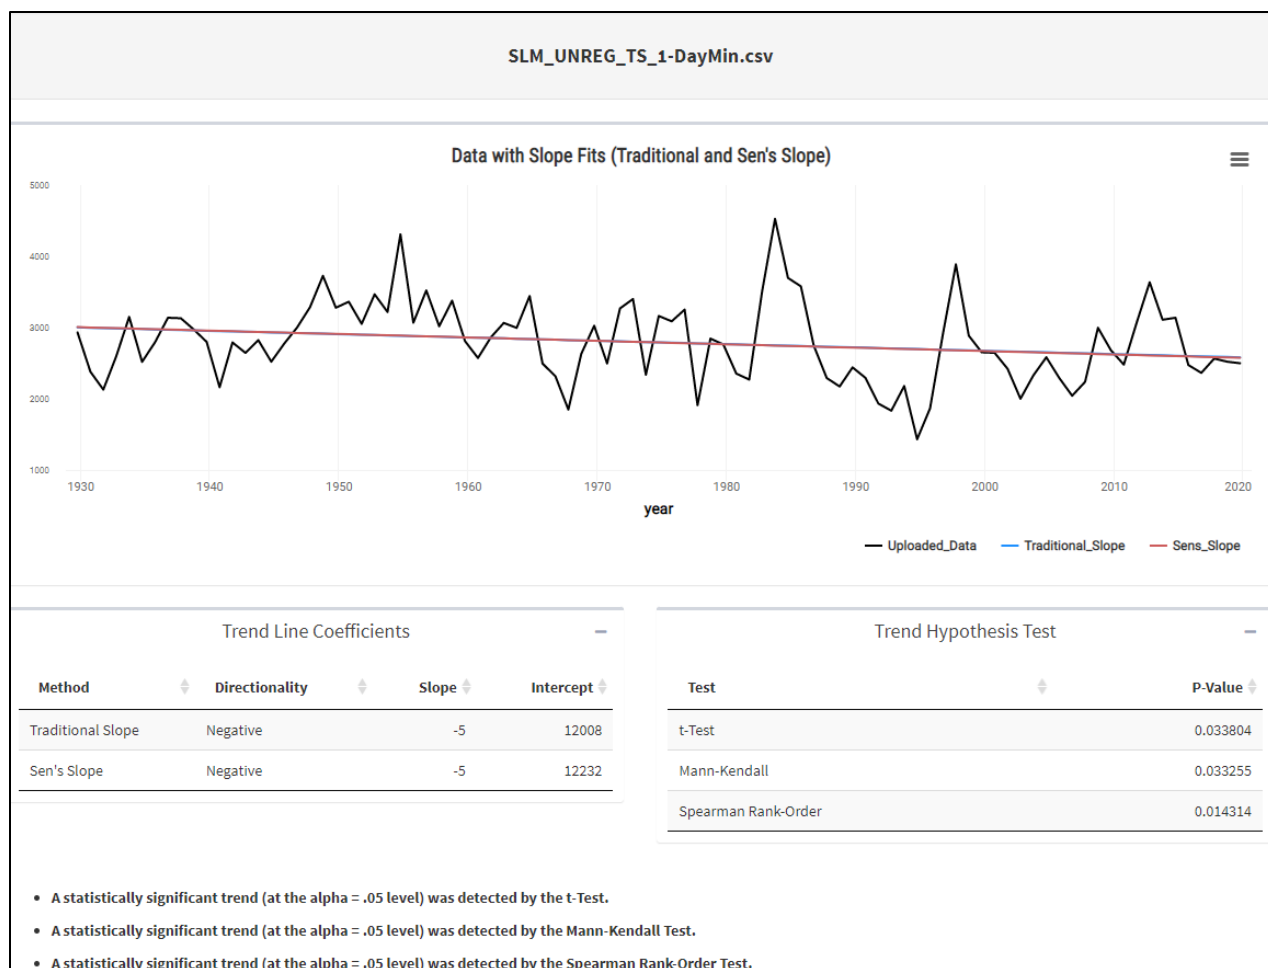 SLM_UNREG_TS_1-DayMin.csv
Data with Slope Fits (Traditional and Sen's Slope)
5000
4000
3000
2000
1000
1930 1940 1950 1960 1970 1980 1990 2000 2010 2020
year
Uploaded_Data Traditional_Slope Sens_Slope
Trend Line Coefficients
Method Directionality Slope Intercept
Traditional Slope Negative -5 12008
Sen's Slope Negative -5 12232
Trend Hypothesis Test
Test P-Value
t-Test 0.033804
Mann-Kendall 0.033255
Spearman Rank-Order 0.014314
• A statistically significant trend (at the alpha = .05 level) was detected by the t-Test.
• A statistically significant trend (at the alpha = .05 level) was detected by the Mann-Kendall Test.
• A statistically significant trend (at the alpha = .05 level) was detected by the Spearman Rank-Order Test.